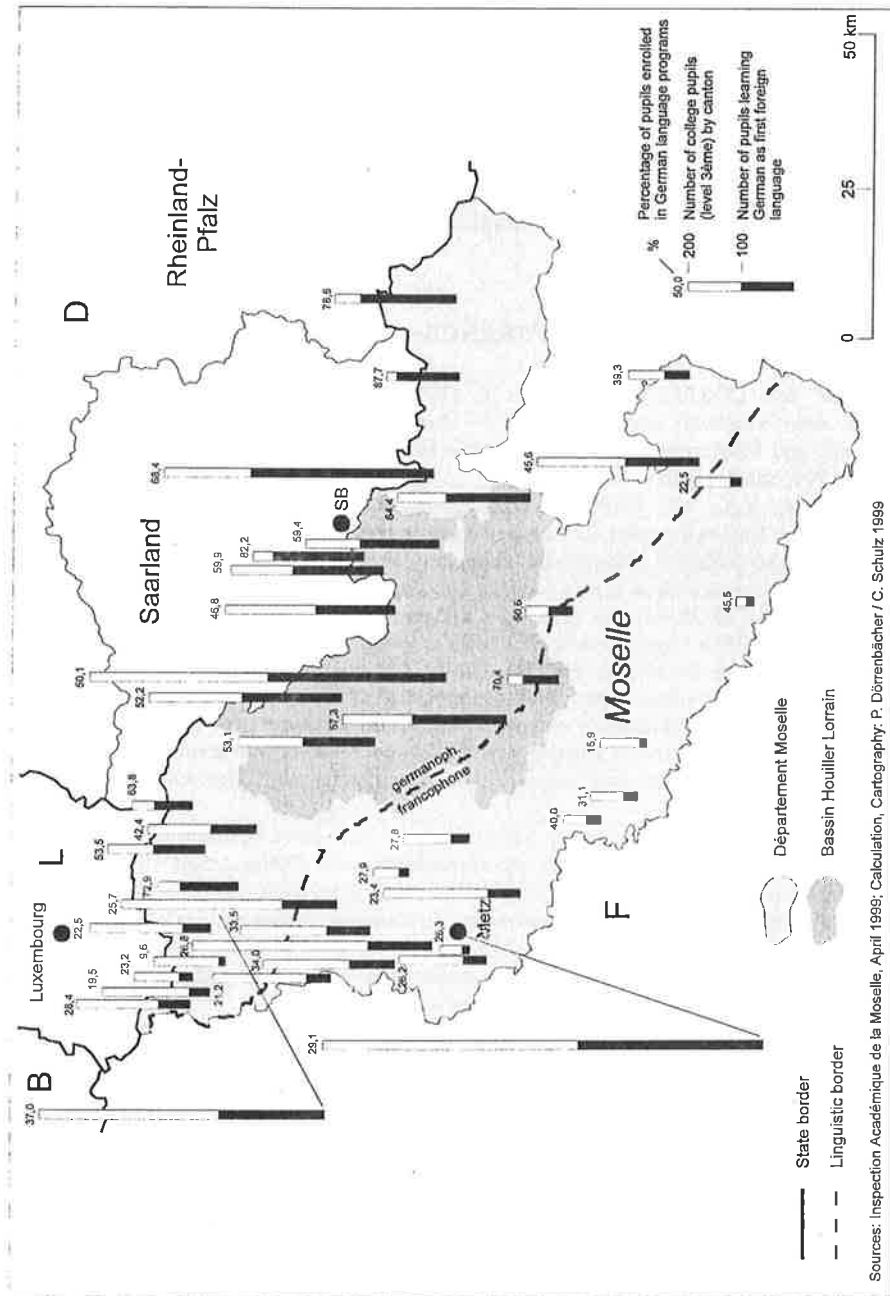 B
L
D
Luxembourg
Rheinland-
Pfalz
Saarland
SB
37,0
28,4
19,5
23,2
9,6
22,5
26,8
25,7
72,9
53,5
42,4
63,8
21,2
34,0
33,5
53,1
52,2
50,1
57,3
46,8
59,9
82,2
59,4
68,4
64,4
87,7
76,5
germanoph.
francophone
29,1
26,2
26,3
Metz
23,4
27,9
27,8
70,4
50,6
45,6
22,5
39,3
Moselle
40,0
31,1
15,9
45,5
F
%
50,0
200
100
Percentage of pupils enrolled
in German language programs
Number of college pupils
(level 3ème) by canton
Number of pupils learning
German as first foreign
language
State border
Linguistic border
Département Moselle
Bassin Houiller Lorrain
0
25
50 km
Sources: Inspection Académique de la Moselle, April 1999; Calculation, Cartography: P. Dörrenbächer / C. Schulz 1999